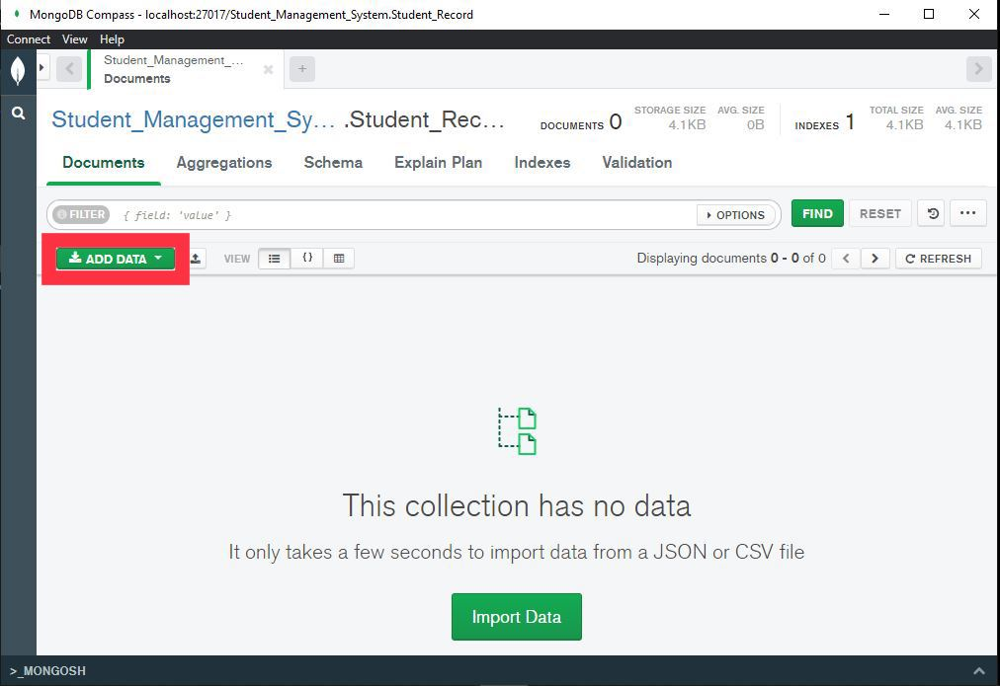 MongoDB Compass - localhost:27017/Student_Management_System.Student_Record
Connect View Help
Student_Management_...
Documents
Student_Management_Sy... .Student_Rec...
DOCUMENTS 0
STORAGE SIZE
4.1KB
AVG. SIZE
0B
INDEXES 1
TOTAL SIZE
4.1KB
AVG. SIZE
4.1KB
Documents Aggregations Schema Explain Plan Indexes Validation
FILTER { field: 'value' } OPTIONS FIND RESET ...
ADD DATA VIEW {} Displaying documents 0 - 0 of 0 < > REFRESH
This collection has no data
It only takes a few seconds to import data from a JSON or CSV file
Import Data
>_MONGOSH